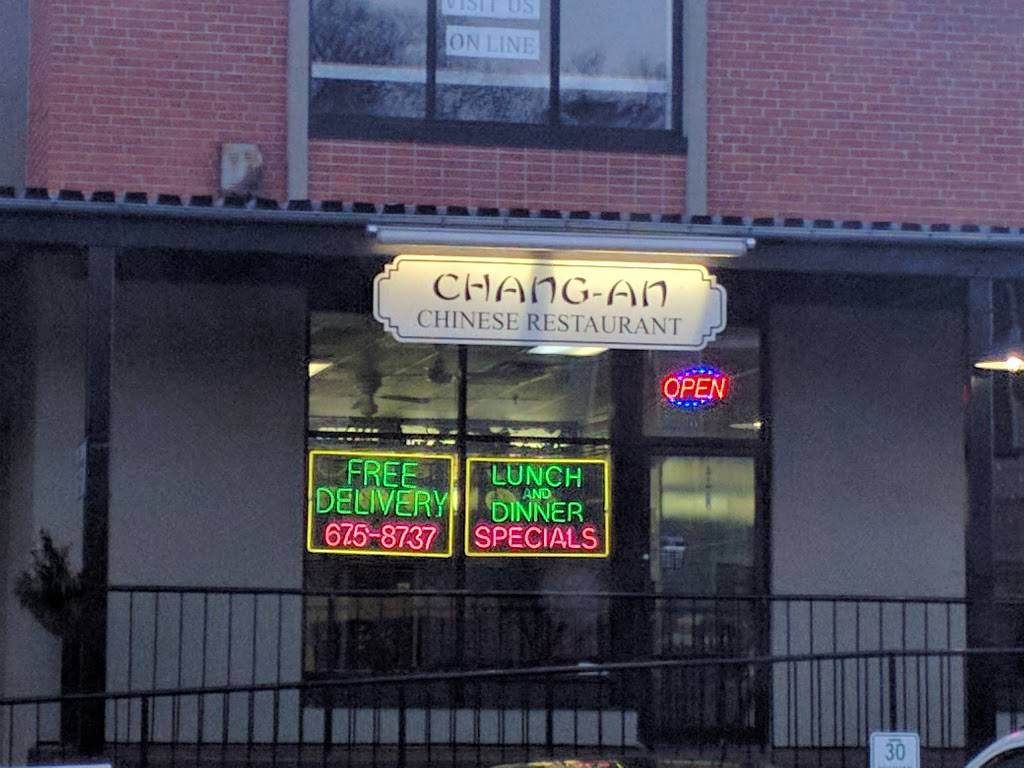 VISIT US
ON LINE
CHANG-AN
CHINESE RESTAURANT
OPEN
FREE
DELIVERY
675-8737
LUNCH
AND
DINNER
SPECIALS
30